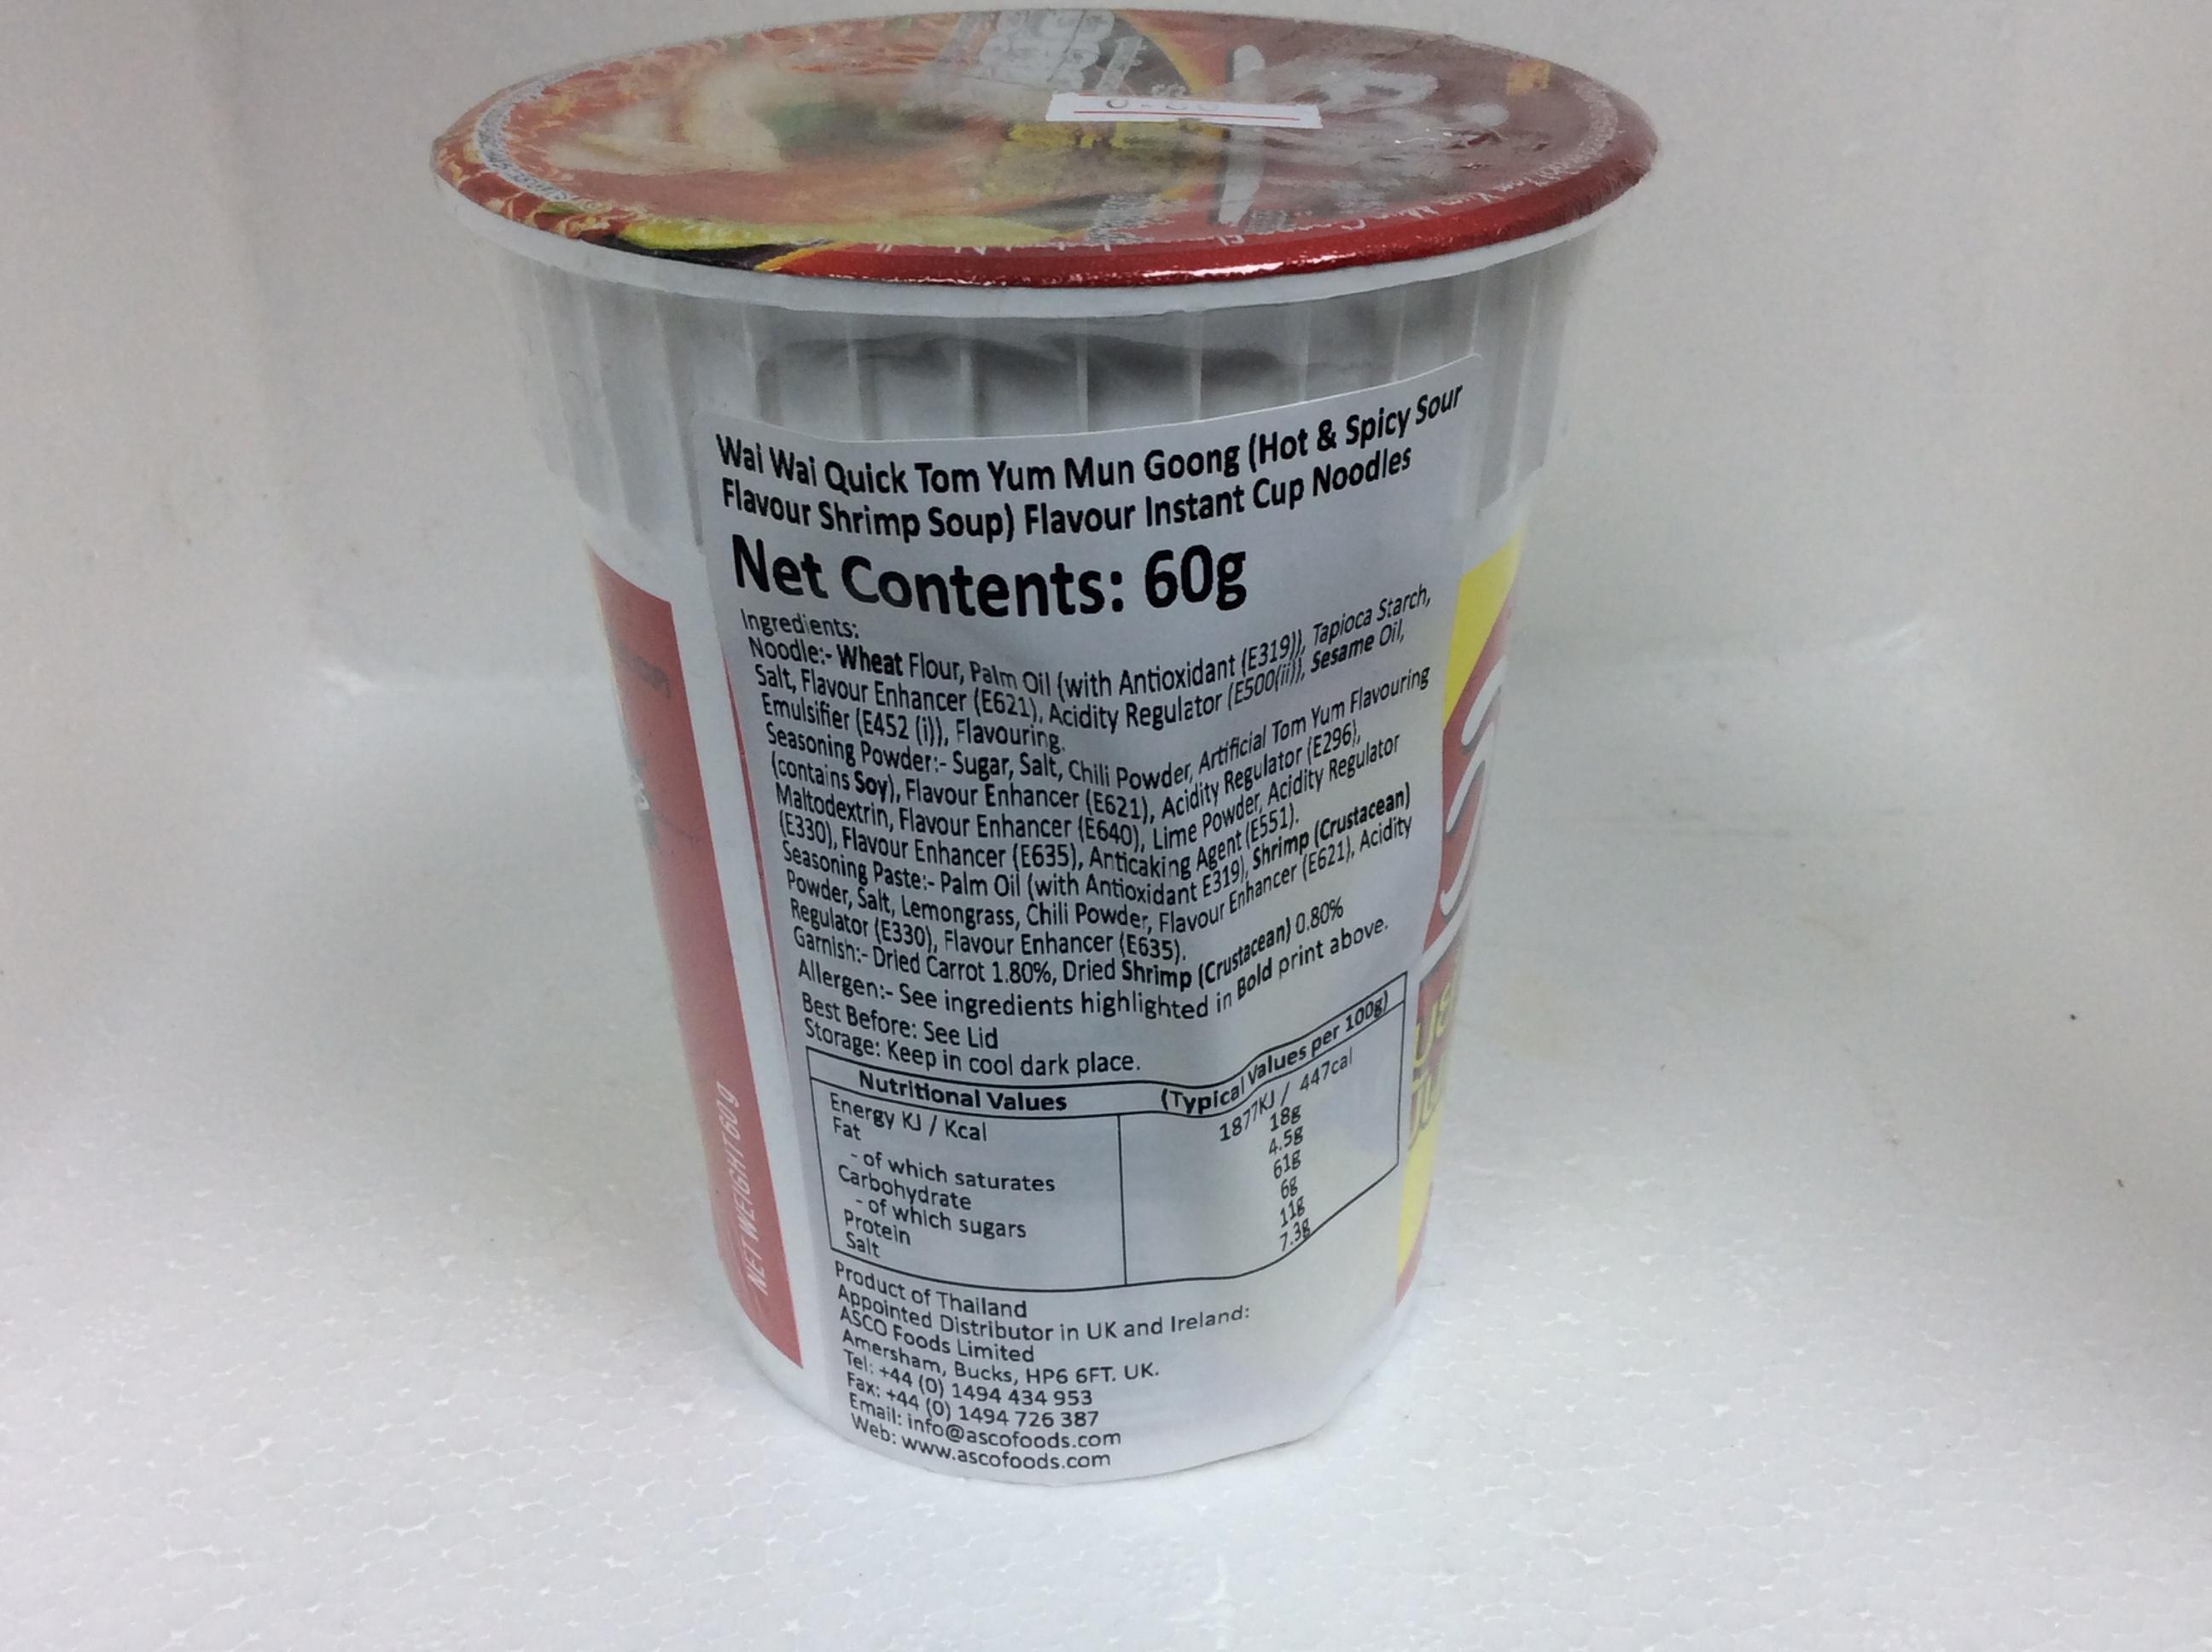 Wai Wai Quick Tom Yum Mun Goong (Hot & Spicy Sour
Flavour Shrimp Soup) Flavour Instant Cup Noodles
Net Contents: 60g
Ingredients:
Noodle:- Wheat Flour, Palm Oil (with Antioxidant (E319)), Tapioca Starch,
Salt, Flavour Enhancer (E621), Acidity Regulator (E500(ii)), Sesame Oil,
Emulsifier (E452 (i)), Flavouring.
Seasoning Powder:- Sugar, Salt, Chili Powder, Artificial Tom Yum Flavouring
(contains Soy), Flavour Enhancer (E621), Acidity Regulator (E296),
Maltodextrin, Flavour Enhancer (E640), Lime Powder, Acidity Regulator
(E330), Flavour Enhancer (E635), Anticaking Agent (E551).
Seasoning Paste:- Palm Oil (with Antioxidant E319), Shrimp (Crustacean)
Powder, Salt, Lemongrass, Chili Powder, Flavour Enhancer (E621), Acidity
Regulator (E330), Flavour Enhancer (E635).
Garnish:- Dried Carrot 1.80%, Dried Shrimp (Crustacean) 0.80%
Allergen:- See ingredients highlighted in Bold print above.
Best Before: See Lid
Storage: Keep in cool dark place.
Nutritional Values (Typical Values per 100g)
Energy KJ / Kcal 1877KJ / 447cal
Fat 18g
- of which saturates 4.5g
Carbohydrate 61g
- of which sugars 6g
Protein 11g
Salt 7.3g
Product of Thailand
Appointed Distributor in UK and Ireland:
ASCO Foods Limited
Amersham, Bucks, HP6 6FT. UK.
Tel: +44 (0) 1494 434 953
Fax: +44 (0) 1494 726 387
Email: info@ascofoods.com
Web: www.ascofoods.com
NET WEIGHT 60 g